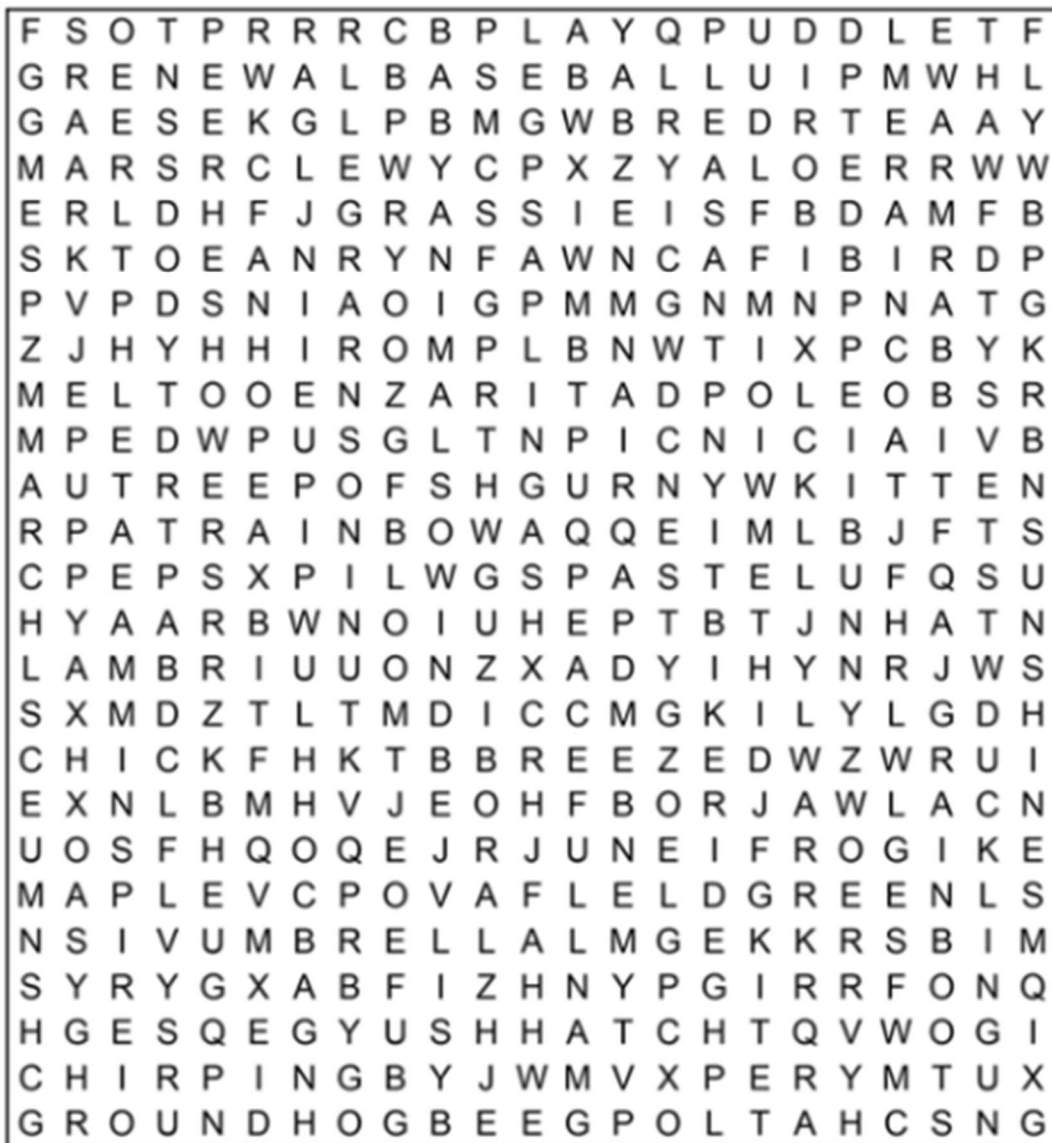 F S O T P R R R C B P L A Y Q P U D D L E T F
G R E N E W A L B A S E B A L L U I P M W H L
G A E S E K G L P B M G W B R E D R T E A A Y
M A R S R C L E W Y C P X Z Y A L O E R R W W
E R L D H F J G R A S S I E I S F B D A M F B
S K T O E A N R Y N F A W N C A F I B I R D P
P V P D S N I A O I G P M M G N M N P N A T G
Z J H Y H H I R O M P L B N W T I X P C B Y K
M E L T O O E N Z A R I T A D P O L E O B S R
M P E D W P U S G L T N P I C N I C I A I V B
A U T R E E P O F S H G U R N Y W K I T T E N
R P A T R A I N B O W A Q Q E I M L B J F T S
C P E P S X P I L W G S P A S T E L U F Q S U
H Y A A R B W N O I U H E P T B T J N H A T N
L A M B R I U U O N Z X A D Y I H Y N R J W S
S X M D Z T L T M D I C C M G K I L Y L G D H
C H I C K F H K T B B R E E Z E D W Z W R U I
E X N L B M H V J E O H F B O R J A W L A C N
U O S F H Q O Q E J R J U N E I F R O G I K E
M A P L E V C P O V A F L E L D G R E E N L S
N S I V U M B R E L L A L M G E K K R S B I M
S Y R Y G X A B F I Z H N Y P G I R R F O N Q
H G E S Q E G Y U S H H A T C H T Q V W O G I
C H I R P I N G B Y J W M V X P E R Y M T U X
G R O U N D H O G B E E G P O L T A H C S N G